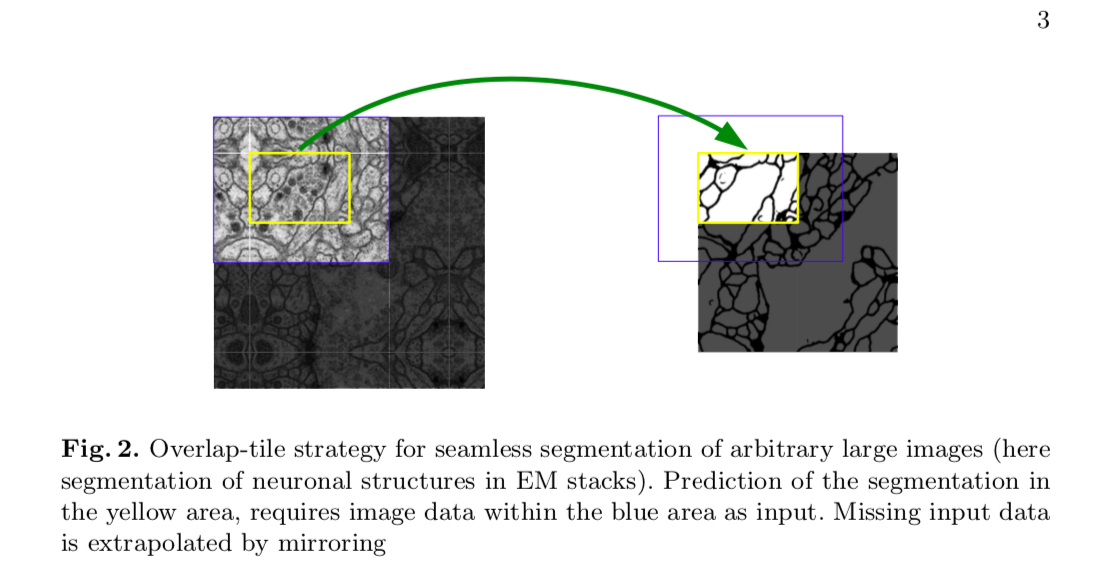 3
Fig. 2. Overlap-tile strategy for seamless segmentation of arbitrary large images (here
segmentation of neuronal structures in EM stacks). Prediction of the segmentation in
the yellow area, requires image data within the blue area as input. Missing input data
is extrapolated by mirroring